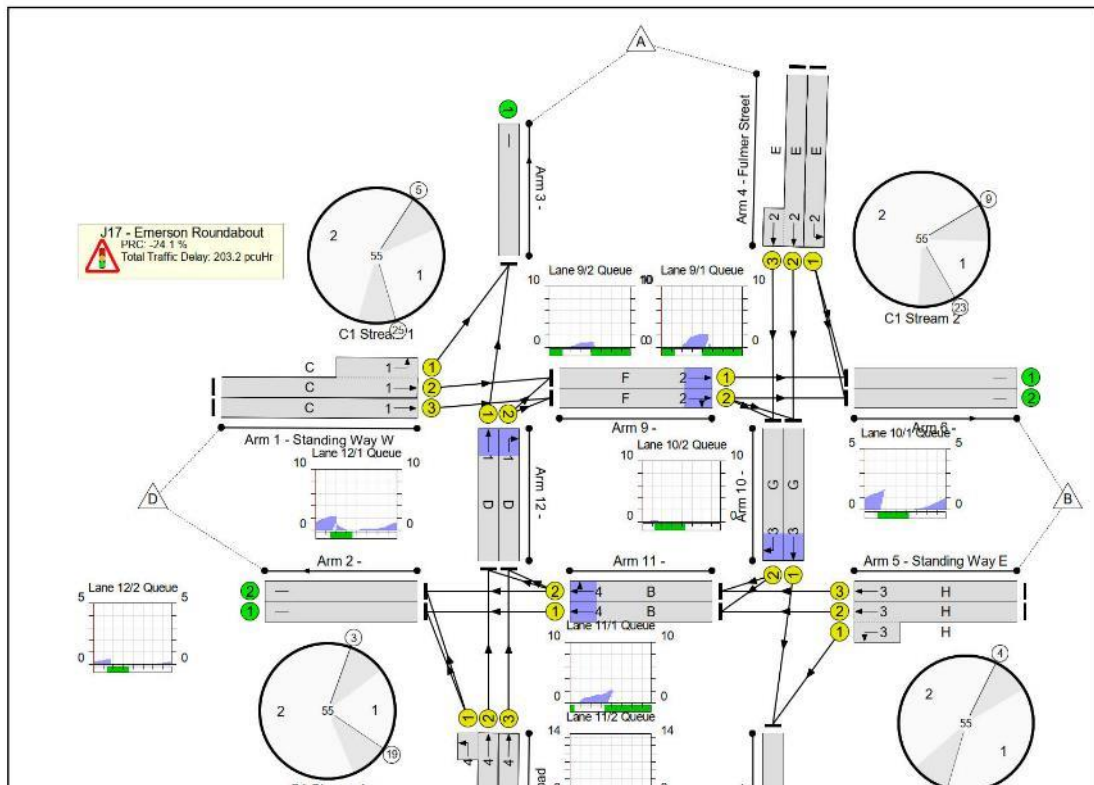 A
Arm 4 - Fulmer Street
E
E
E
2
2
2
3
2
1
1
I
Arm 3 -
J17 - Emerson Roundabout
PRC: -24.1 %
Total Traffic Delay: 203.2 pcuHr
5
2
55
1
25
C1 Stream 1
9
2
55
1
23
C1 Stream 2
Lane 9/2 Queue
10
10
0
0
Lane 9/1 Queue
10
10
0
0
C
1
1
C
1
2
C
1
3
Arm 1 - Standing Way W
F
2
1
F
2
2
Arm 9 -
1
2
Arm 6 -
1
2
1
1
D
D
Arm 12 -
Lane 12/1 Queue
10
10
0
0
Lane 10/2 Queue
10
10
0
0
Arm 10 -
G
G
3
3
Lane 10/1 Queue
5
5
0
0
D
B
Arm 2 -
2
1
Arm 11 -
2
4
B
1
4
B
2
1
Arm 5 - Standing Way E
3
3
H
2
3
H
1
3
H
Lane 12/2 Queue
5
5
0
0
Lane 11/1 Queue
10
10
0
0
Lane 11/2 Queue
14
14
3
2
55
1
19
1
2
3
4
4
4
4
2
55
1